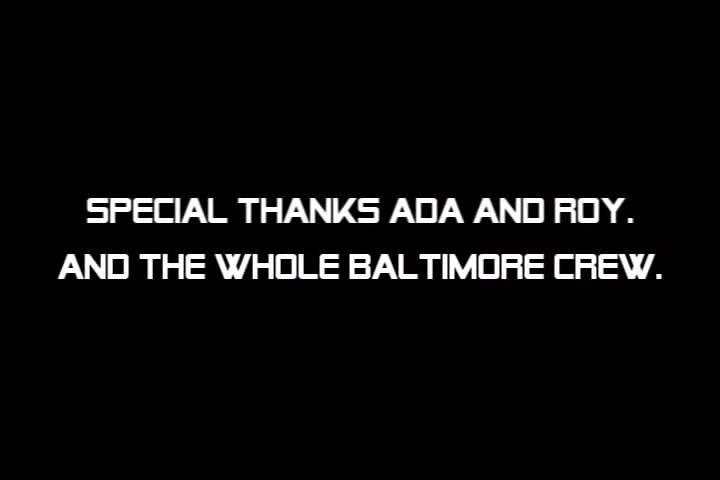 SPECIAL THANKS ADA AND ROY.
AND THE WHOLE BALTIMORE CREW.